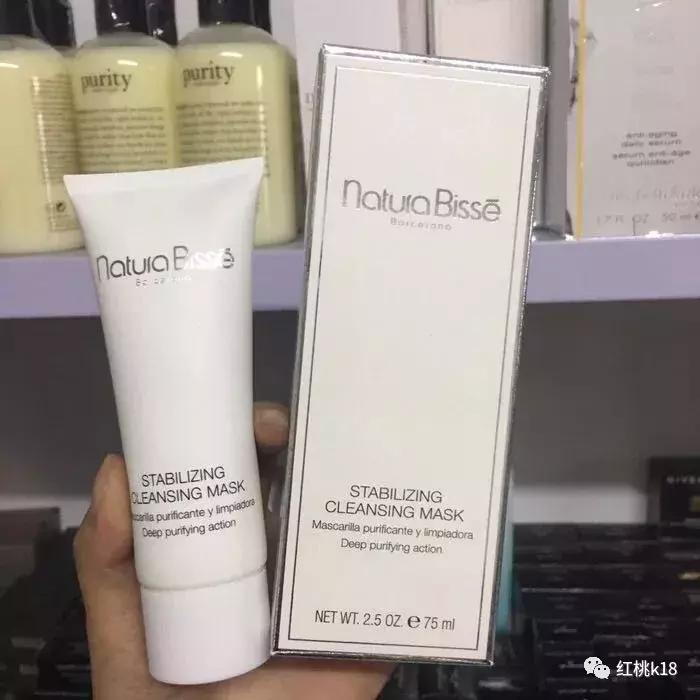 purity
purity
anti-aging
daily serum
sérum anti-âge
quotidien
1.7 FL OZ
50 ml
Natura Bissé
Barcelona
Natura Bissé
Barcelona
STABILIZING
CLEANSING MASK
Mascarilla purificante y limpiadora
Deep purifying action
STABILIZING
CLEANSING MASK
Mascarilla purificante y limpiadora
Deep purifying action
NET WT. 2.5 OZ. e 75 ml
GIVEN
红桃k18